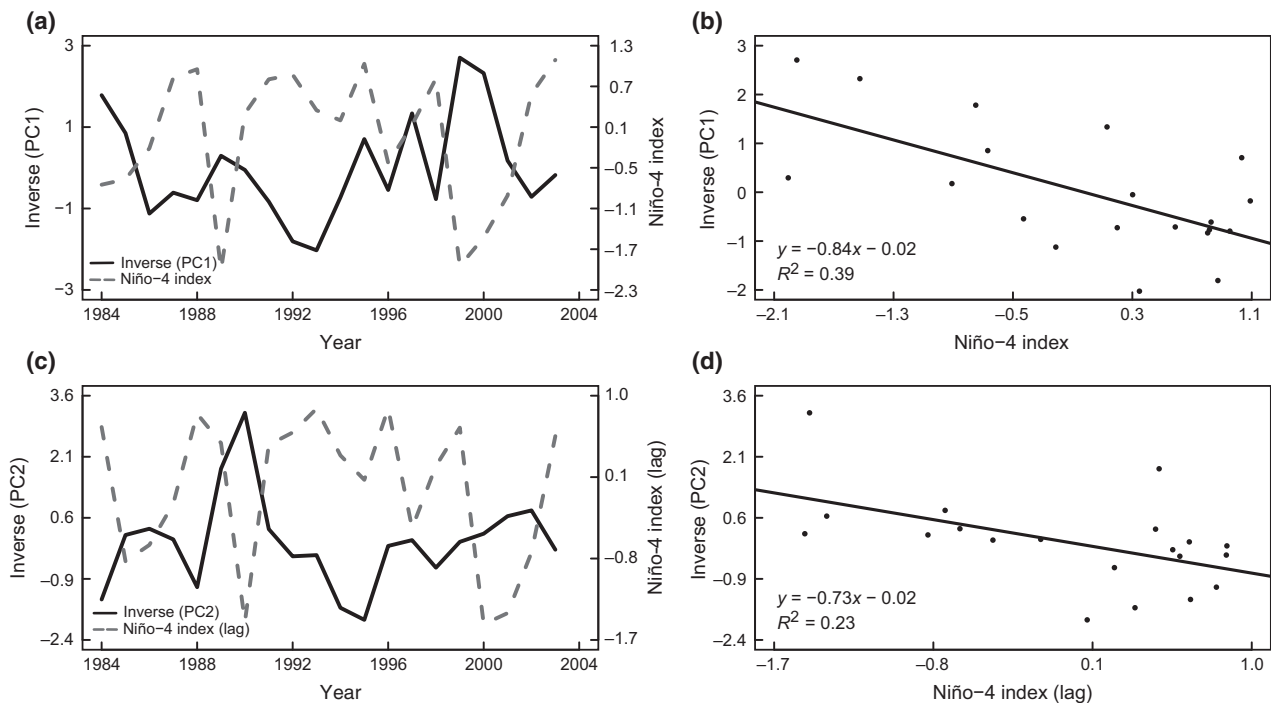 (a)
3
1
−1
−3
Inverse (PC1)
1.3
0.7
0.1
−0.5
−1.1
−1.7
−2.3
Niño−4 index
Inverse (PC1)
Niño−4 index
1984 1988 1992 1996 2000 2004
Year
(b)
3
2
1
0
−1
−2
Inverse (PC1)
y = −0.84x − 0.02
R² = 0.39
−2.1 −1.3 −0.5 0.3 1.1
Niño−4 index
(c)
3.6
2.1
0.6
−0.9
−2.4
Inverse (PC2)
1.0
0.1
−0.8
−1.7
Niño−4 index (lag)
Inverse (PC2)
Niño−4 index (lag)
1984 1988 1992 1996 2000 2004
Year
(d)
3.6
2.1
0.6
−0.9
−2.4
Inverse (PC2)
y = −0.73x − 0.02
R² = 0.23
−1.7 −0.8 0.1 1.0
Niño−4 index (lag)